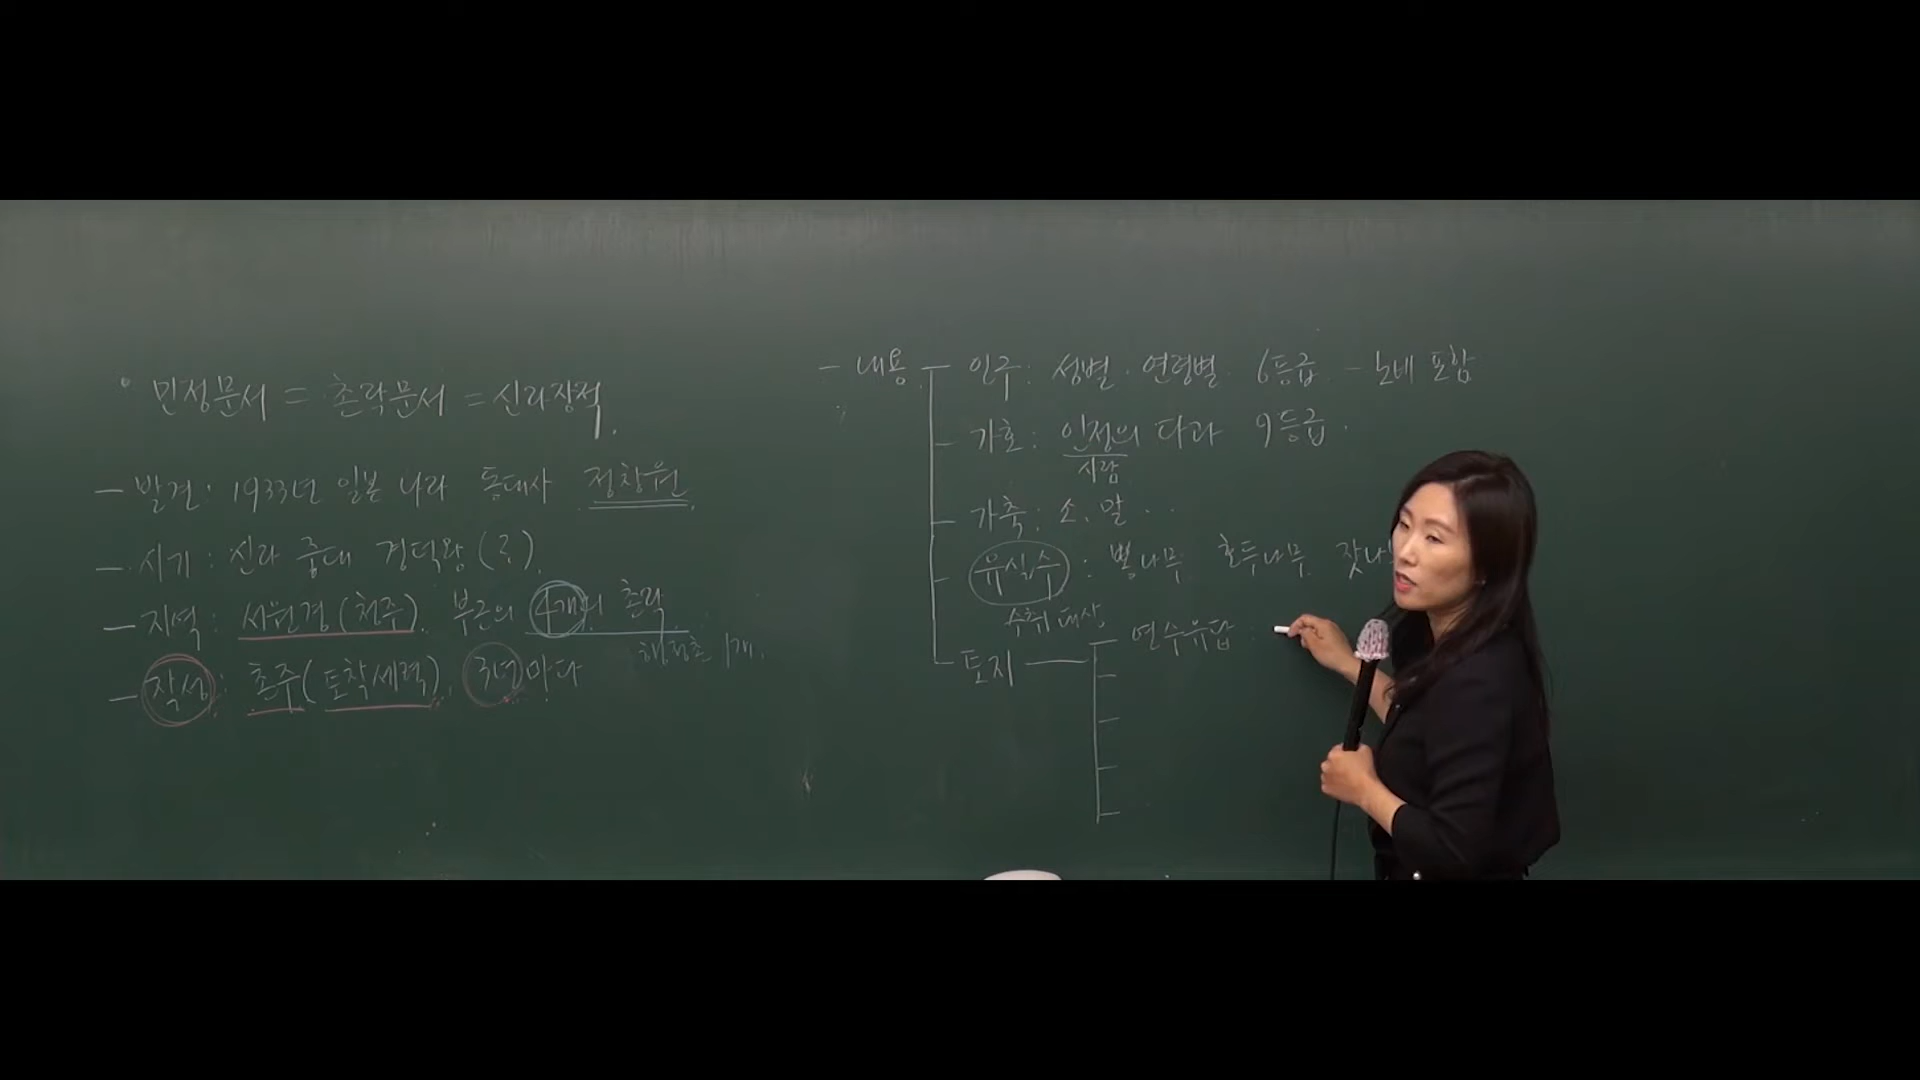 민정문서 = 촌락문서 = 신라장적.
- 발견: 1933년 일본 나라 동대사 정창원.
- 시기: 신라 중대 경덕왕(?).
- 지역: 서원경(청주). 부근의 4개의 촌락.
행정촌 1개.
- 작성: 촌주(토착세력). 3년마다
- 내용 - 인구: 성별. 연령별. 6등급. - 노비 포함
- 가호: 인정의 다과 9등급.
사람
- 가축: 소. 말. . .
- 유실수: 뽕나무. 호두나무. 잣나
수취 대상
- 토지 - 연수유답.